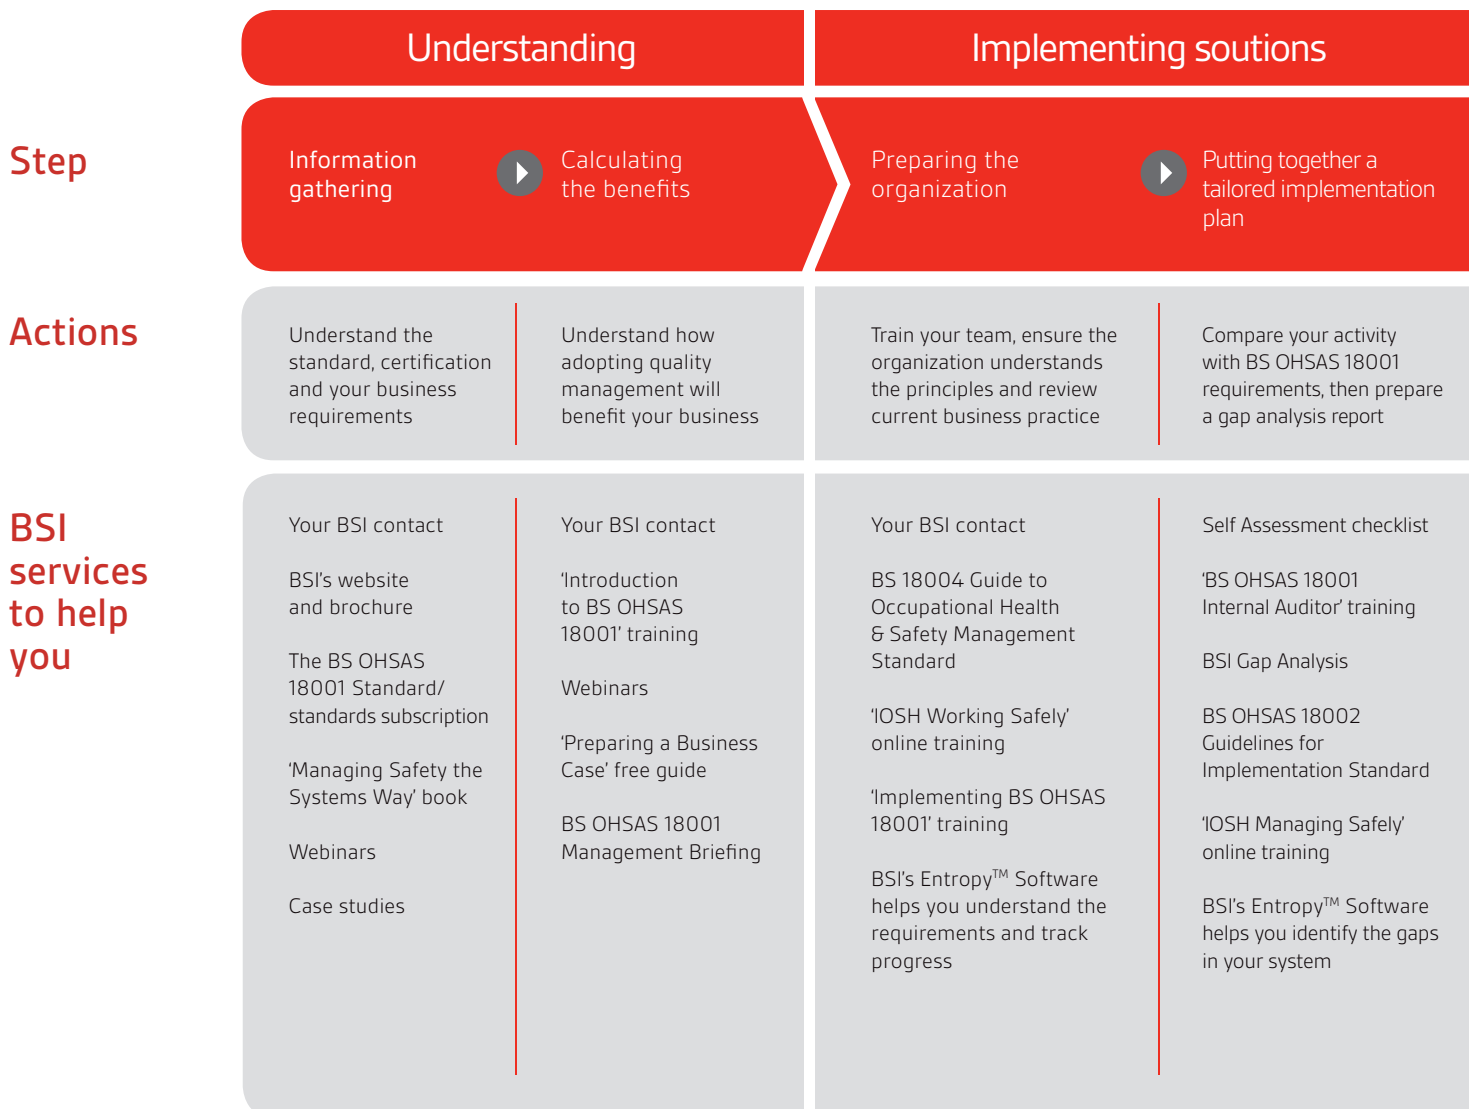 Understanding
Implementing soutions
Step
Information
gathering
Calculating
the benefits
Preparing the
organization
Putting together a
tailored implementation
plan
Actions
Understand the
standard, certification
and your business
requirements
Understand how
adopting quality
management will
benefit your business
Train your team, ensure the
organization understands
the principles and review
current business practice
Compare your activity
with BS OHSAS 18001
requirements, then prepare
a gap analysis report
BSI
services
to help
you
Your BSI contact
BSI's website
and brochure
The BS OHSAS
18001 Standard/
standards subscription
‘Managing Safety the
Systems Way’ book
Webinars
Case studies
Your BSI contact
‘Introduction
to BS OHSAS
18001’ training
Webinars
‘Preparing a Business
Case’ free guide
BS OHSAS 18001
Management Briefing
Your BSI contact
BS 18004 Guide to
Occupational Health
& Safety Management
Standard
‘IOSH Working Safely’
online training
‘Implementing BS OHSAS
18001’ training
BSI's Entropy™ Software
helps you understand the
requirements and track
progress
Self Assessment checklist
‘BS OHSAS 18001
Internal Auditor’ training
BSI Gap Analysis
BS OHSAS 18002
Guidelines for
Implementation Standard
‘IOSH Managing Safely’
online training
BSI's Entropy™ Software
helps you identify the gaps
in your system